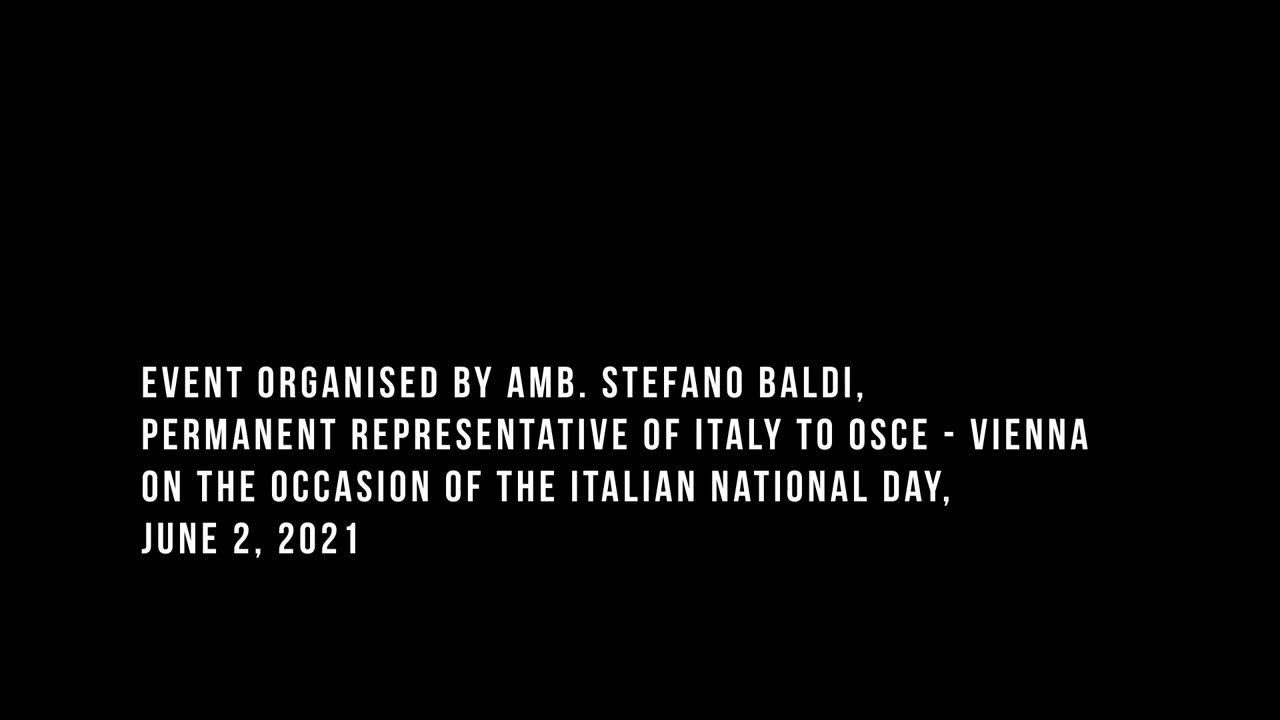 EVENT ORGANISED BY AMB. STEFANO BALDI,
PERMANENT REPRESENTATIVE OF ITALY TO OSCE - VIENNA
ON THE OCCASION OF THE ITALIAN NATIONAL DAY,
JUNE 2, 2021